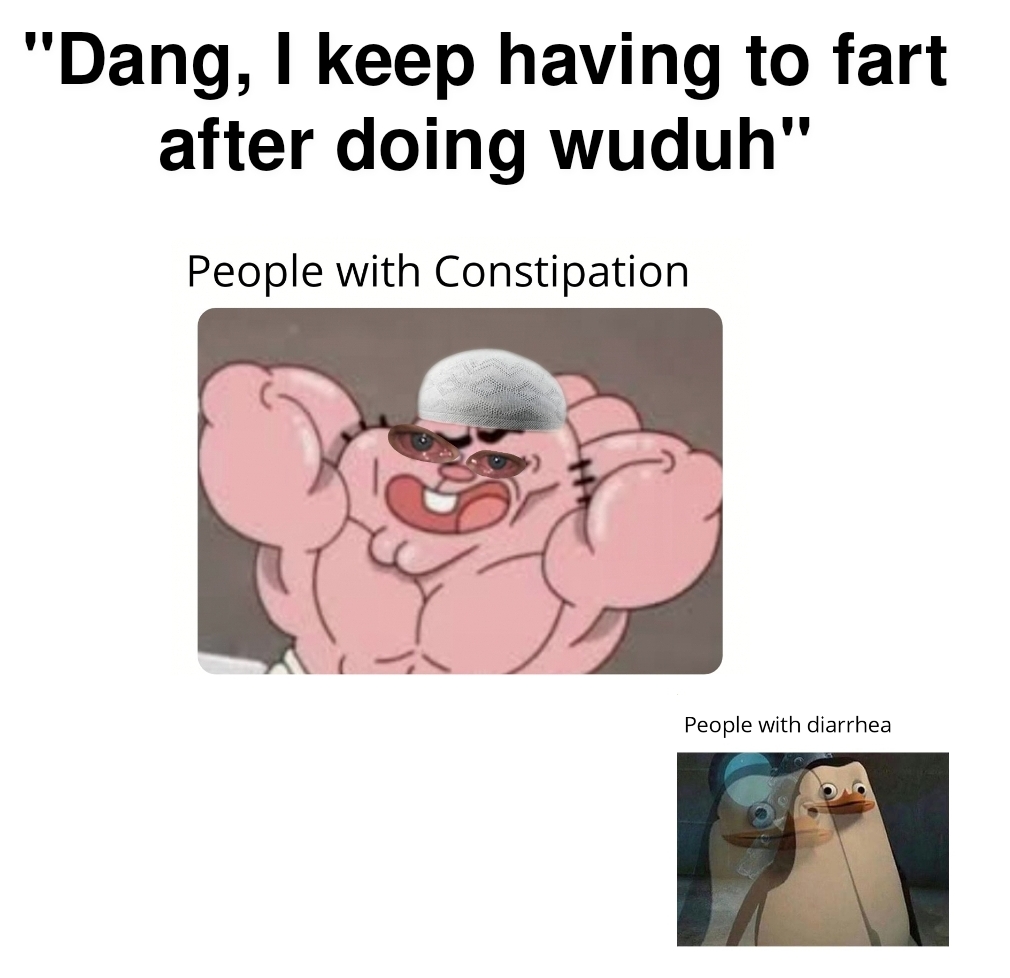 "Dang, I keep having to fart
after doing wuduh"
People with Constipation
People with diarrhea